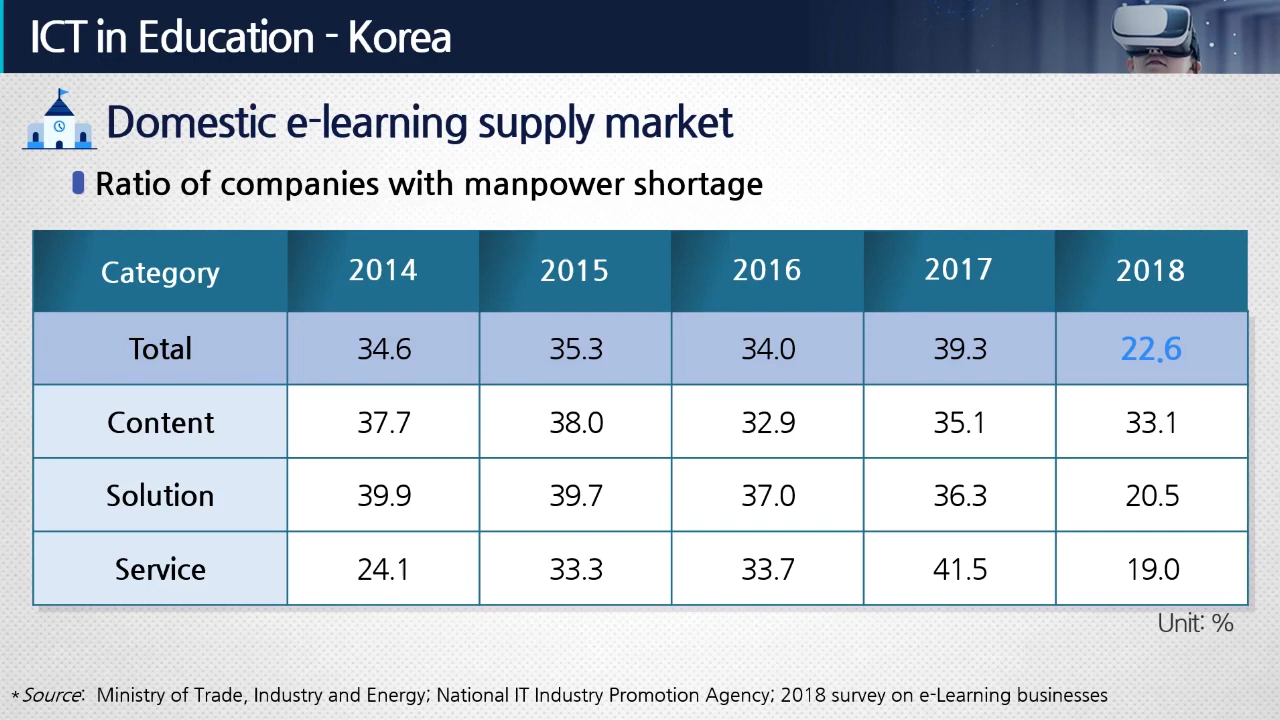 ICT in Education - Korea
Domestic e-learning supply market
Ratio of companies with manpower shortage
Category 2014 2015 2016 2017 2018
Total 34.6 35.3 34.0 39.3 22.6
Content 37.7 38.0 32.9 35.1 33.1
Solution 39.9 39.7 37.0 36.3 20.5
Service 24.1 33.3 33.7 41.5 19.0
Unit: %
* Source: Ministry of Trade, Industry and Energy; National IT Industry Promotion Agency; 2018 survey on e-Learning businesses